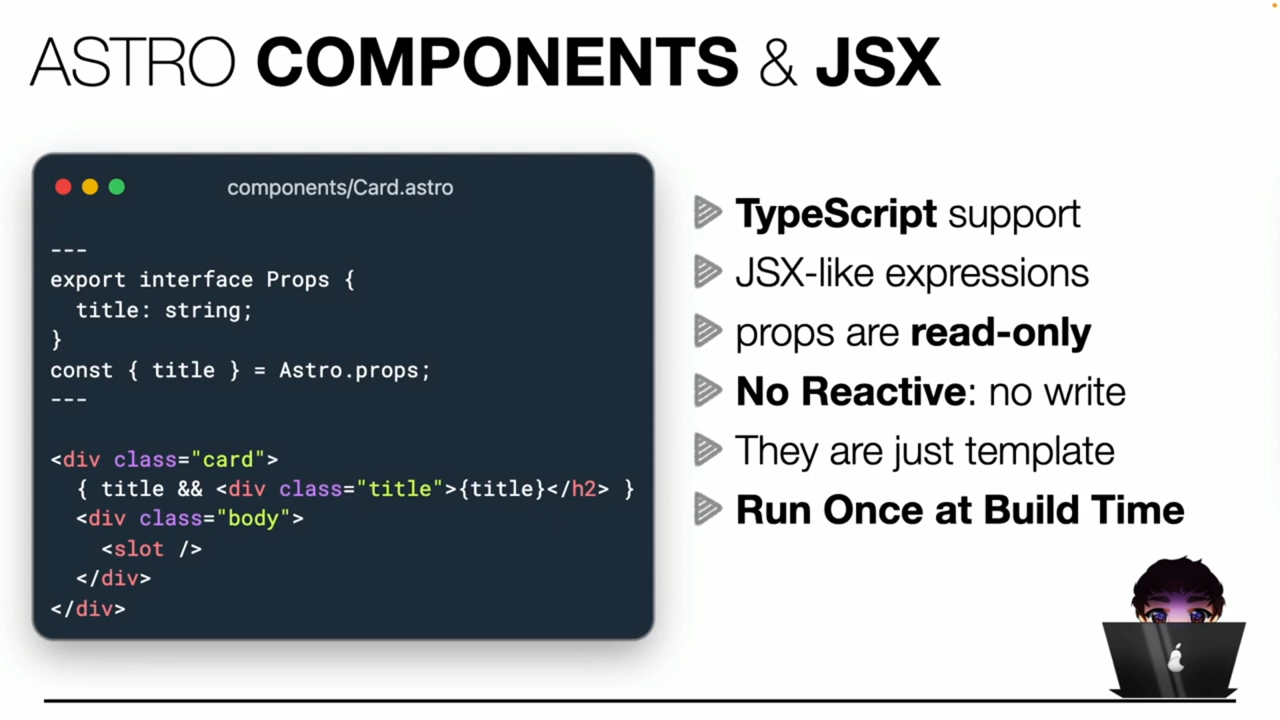 ASTRO COMPONENTS & JSX
components/Card.astro
---
export interface Props {
  title: string;
}
const { title } = Astro.props;
---
<div class="card">
  { title && <div class="title">{title}</h2> }
  <div class="body">
    <slot />
  </div>
</div>
TypeScript support
JSX-like expressions
props are read-only
No Reactive: no write
They are just template
Run Once at Build Time